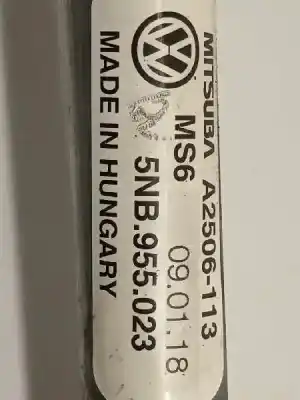 MITSUBA A2506-113
MS6 09.01.18
5NB.955.023
MADE IN HUNGARY